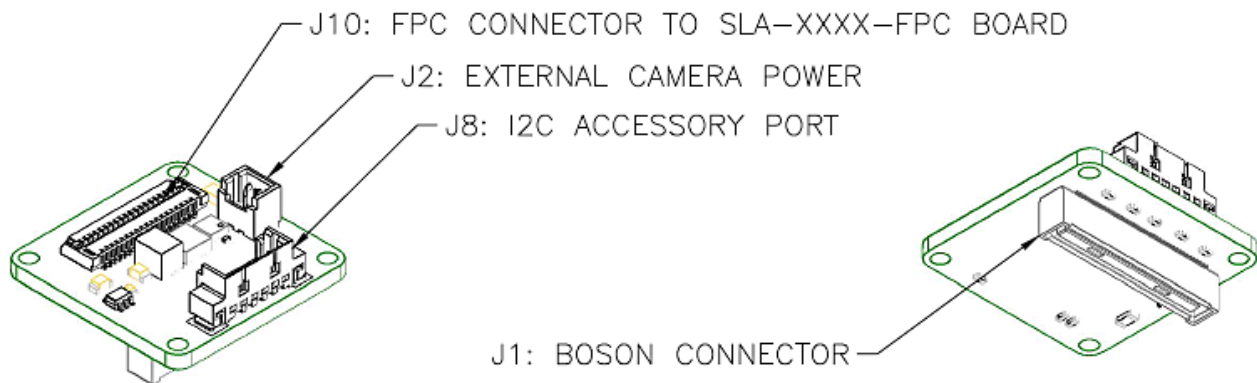 J10: FPC CONNECTOR TO SLA-XXXX-FPC BOARD
J2: EXTERNAL CAMERA POWER
J8: I2C ACCESSORY PORT
J1: BOSON CONNECTOR